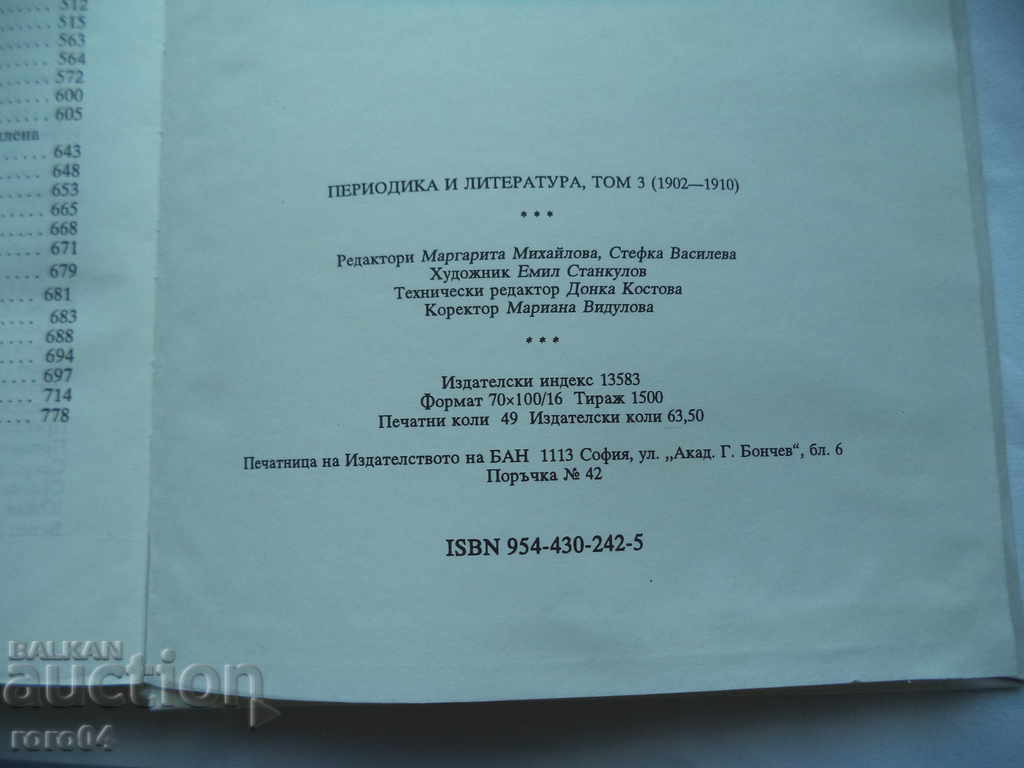 512
515
563
564
572
600
605
643
648
653
665
668
671
679
681
683
688
694
697
714
778
ПЕРИОДИКА И ЛИТЕРАТУРА, ТОМ 3 (1902—1910)
* * *
Редактори Маргарита Михайлова, Стефка Василева
Художник Емил Станкулов
Технически редактор Донка Костова
Коректор Мариана Видулова
* * *
Издателски индекс 13583
Формат 70×100/16 Тираж 1500
Печатни коли 49 Издателски коли 63,50
Печатница на Издателството на БАН 1113 София, ул. „Акад. Г. Бончев“, бл. 6
Поръчка № 42
ISBN 954-430-242-5
BALKAN
auction
roro04